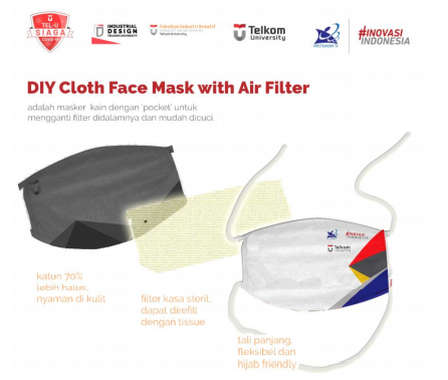 TEL-U
SIAGA
INDUSTRIAL
DESIGN
Telkom
University
#INOVASI
INDONESIA
DIY Cloth Face Mask with Air Filter
adalah masker kain dengan 'pocket' untuk
mengganti filter didalamnya dan mudah dicuci.
Telkom
University
katun 70%
lebih halus,
nyaman di kulit
filter kasa steril,
dapat direfill
dengan tissue
tali panjang,
fleksibel dan
hijab friendly